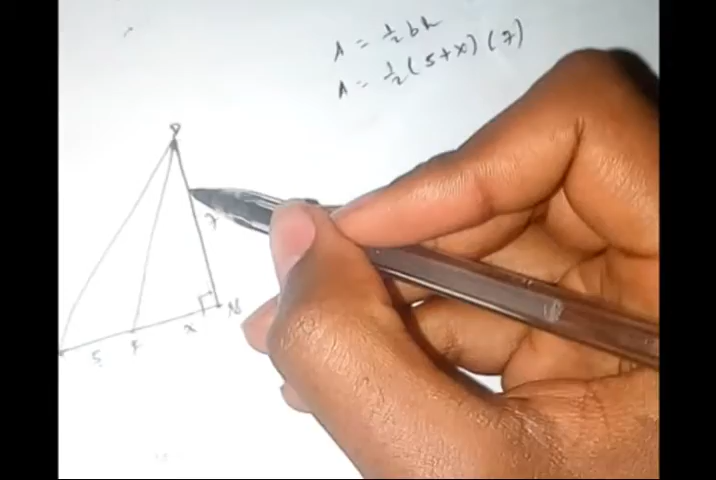 A = ½bh
A = ½(5+x)(7)
P
7
N
x
5